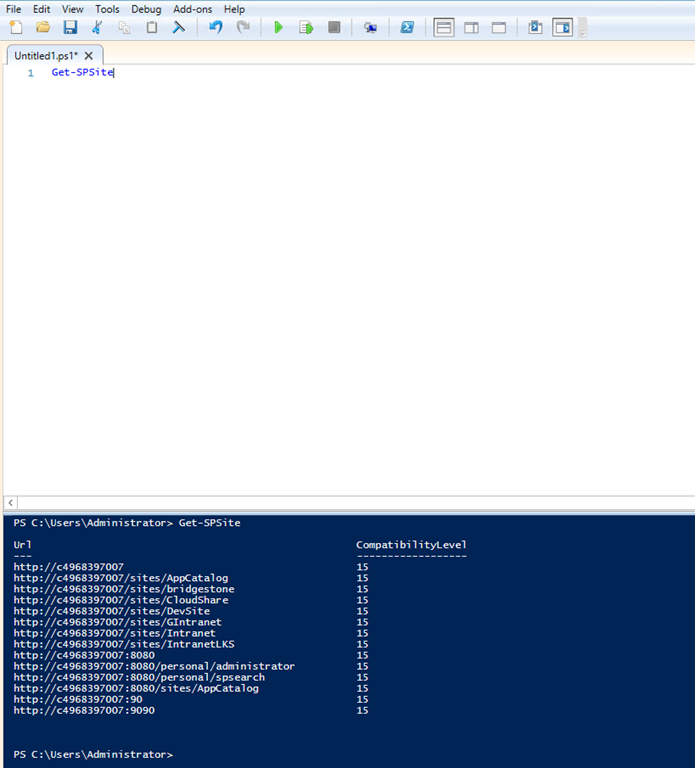 File Edit View Tools Debug Add-ons Help
Untitled1.ps1*
1 Get-SPSite
PS C:\Users\Administrator> Get-SPSite
Url CompatibilityLevel
--- ------------------
http://c4968397007 15
http://c4968397007/sites/AppCatalog 15
http://c4968397007/sites/bridgestone 15
http://c4968397007/sites/CloudShare 15
http://c4968397007/sites/DevSite 15
http://c4968397007/sites/GIntranet 15
http://c4968397007/sites/Intranet 15
http://c4968397007/sites/IntranetLKS 15
http://c4968397007:8080 15
http://c4968397007:8080/personal/administrator 15
http://c4968397007:8080/personal/spsearch 15
http://c4968397007:8080/sites/AppCatalog 15
http://c4968397007:90 15
http://c4968397007:9090 15
PS C:\Users\Administrator>